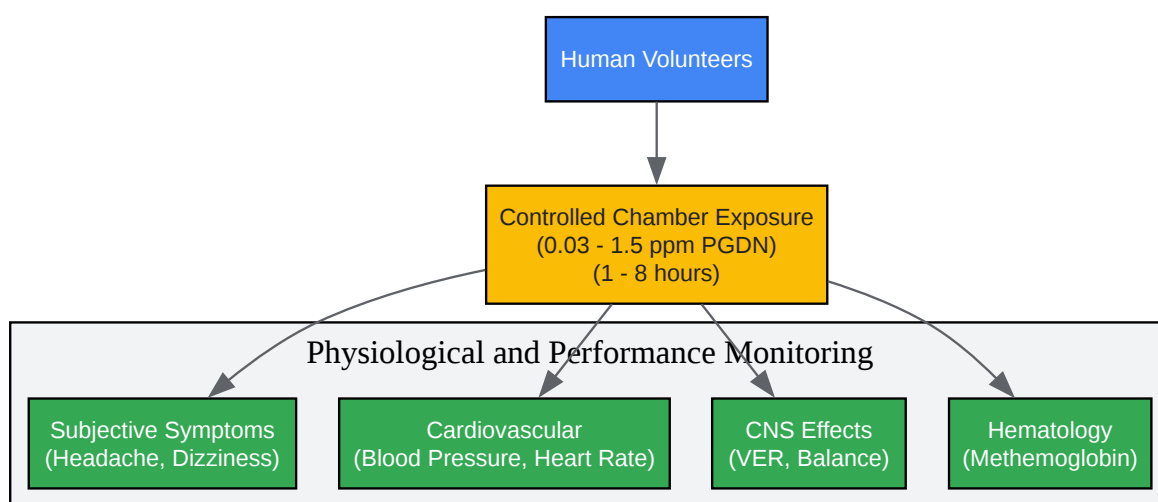 Human Volunteers
Controlled Chamber Exposure
(0.03 - 1.5 ppm PGDN)
(1 - 8 hours)
Physiological and Performance Monitoring
Subjective Symptoms
(Headache, Dizziness)
Cardiovascular
(Blood Pressure, Heart Rate)
CNS Effects
(VER, Balance)
Hematology
(Methemoglobin)